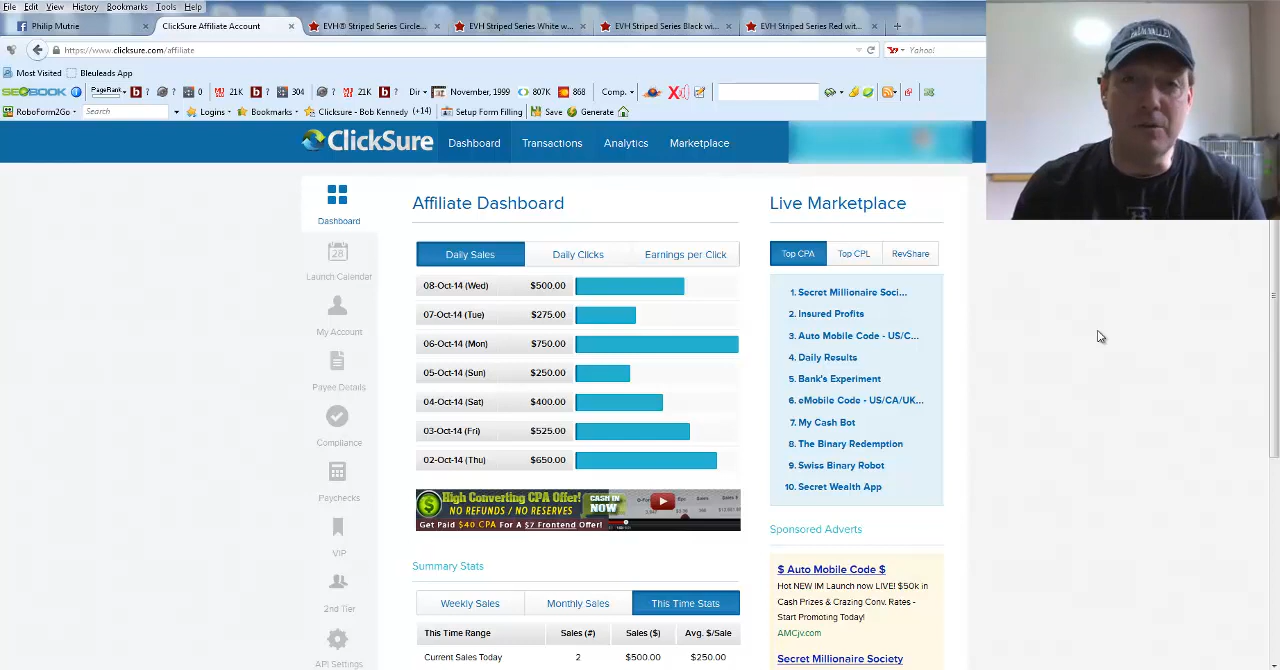 File Edit View History Bookmarks Tools Help
Philip Mutrie × ClickSure Affiliate Account × EVH® Striped Series Circle... × EVH Striped Series White w... × EVH Striped Series Black wi... × EVH Striped Series Red wit... × +
https://www.clicksure.com/affiliate Yahoo!
Most Visited Bleuleads App
SEOBOOK PageRank ? ? 0 21K ? 304 ? 21K ? Dir November, 1999 807K 868 Comp.
RoboForm2Go Search Logins Bookmarks Clicksure - Bob Kennedy (+14) Setup Form Filling Save Generate
ClickSure Dashboard Transactions Analytics Marketplace
Dashboard
Launch Calendar
28
My Account
Payee Details
Compliance
Paychecks
VIP
2nd Tier
API Settings
Affiliate Dashboard
Daily Sales Daily Clicks Earnings per Click
08-Oct-14 (Wed) $500.00
07-Oct-14 (Tue) $275.00
06-Oct-14 (Mon) $750.00
05-Oct-14 (Sun) $250.00
04-Oct-14 (Sat) $400.00
03-Oct-14 (Fri) $525.00
02-Oct-14 (Thu) $650.00
High Converting CPA Offer!
NO REFUNDS / NO RESERVES
CASH IN NOW
Get Paid $40 CPA For A $7 Frontend Offer!
Summary Stats
Weekly Sales Monthly Sales This Time Stats
This Time Range Sales (#) Sales ($) Avg. $/Sale
Current Sales Today 2 $500.00 $250.00
Live Marketplace
Top CPA Top CPL RevShare
1. Secret Millionaire Soci...
2. Insured Profits
3. Auto Mobile Code - US/C...
4. Daily Results
5. Bank's Experiment
6. eMobile Code - US/CA/UK...
7. My Cash Bot
8. The Binary Redemption
9. Swiss Binary Robot
10. Secret Wealth App
Sponsored Adverts
$ Auto Mobile Code $
Hot NEW IM Launch now LIVE! $50k in
Cash Prizes & Crazing Conv. Rates -
Start Promoting Today!
AMCjv.com
Secret Millionaire Society